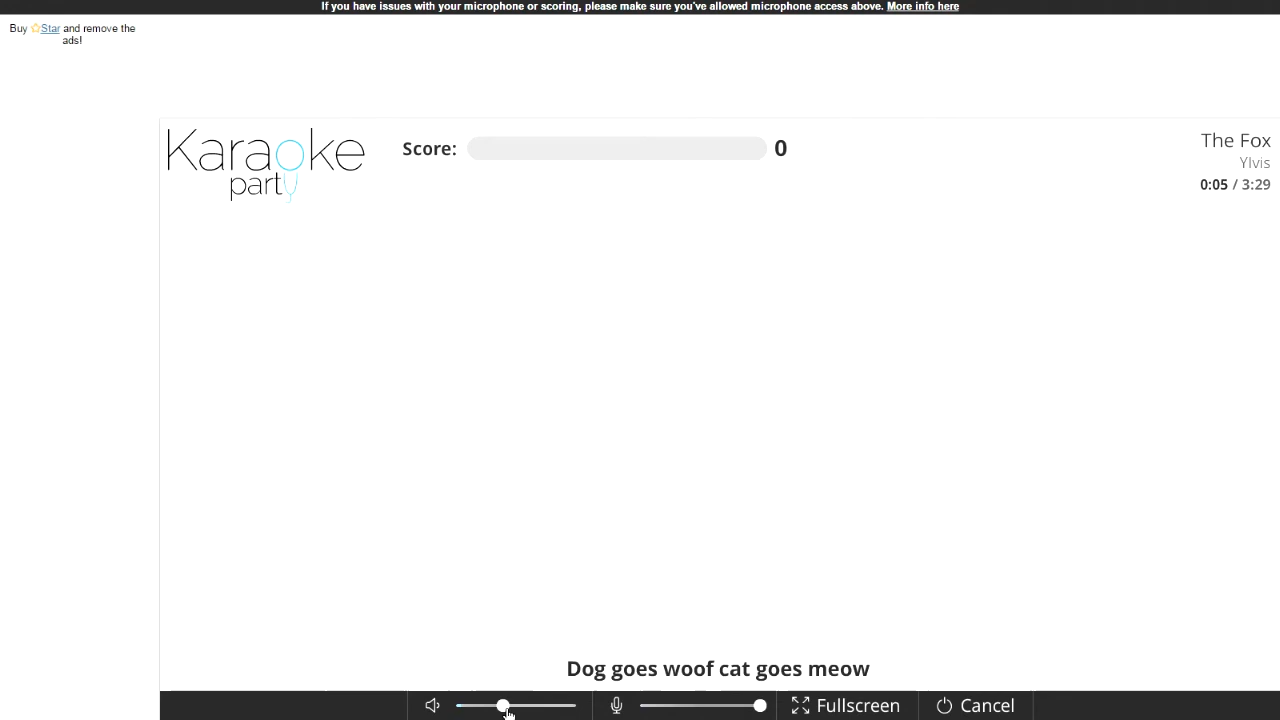 If you have issues with your microphone or scoring, please make sure you've allowed microphone access above. More info here
Buy Star and remove the
ads!
Karaoke
party
Score: 0
The Fox
Ylvis
0:05 / 3:29
Dog goes woof cat goes meow
Fullscreen
Cancel